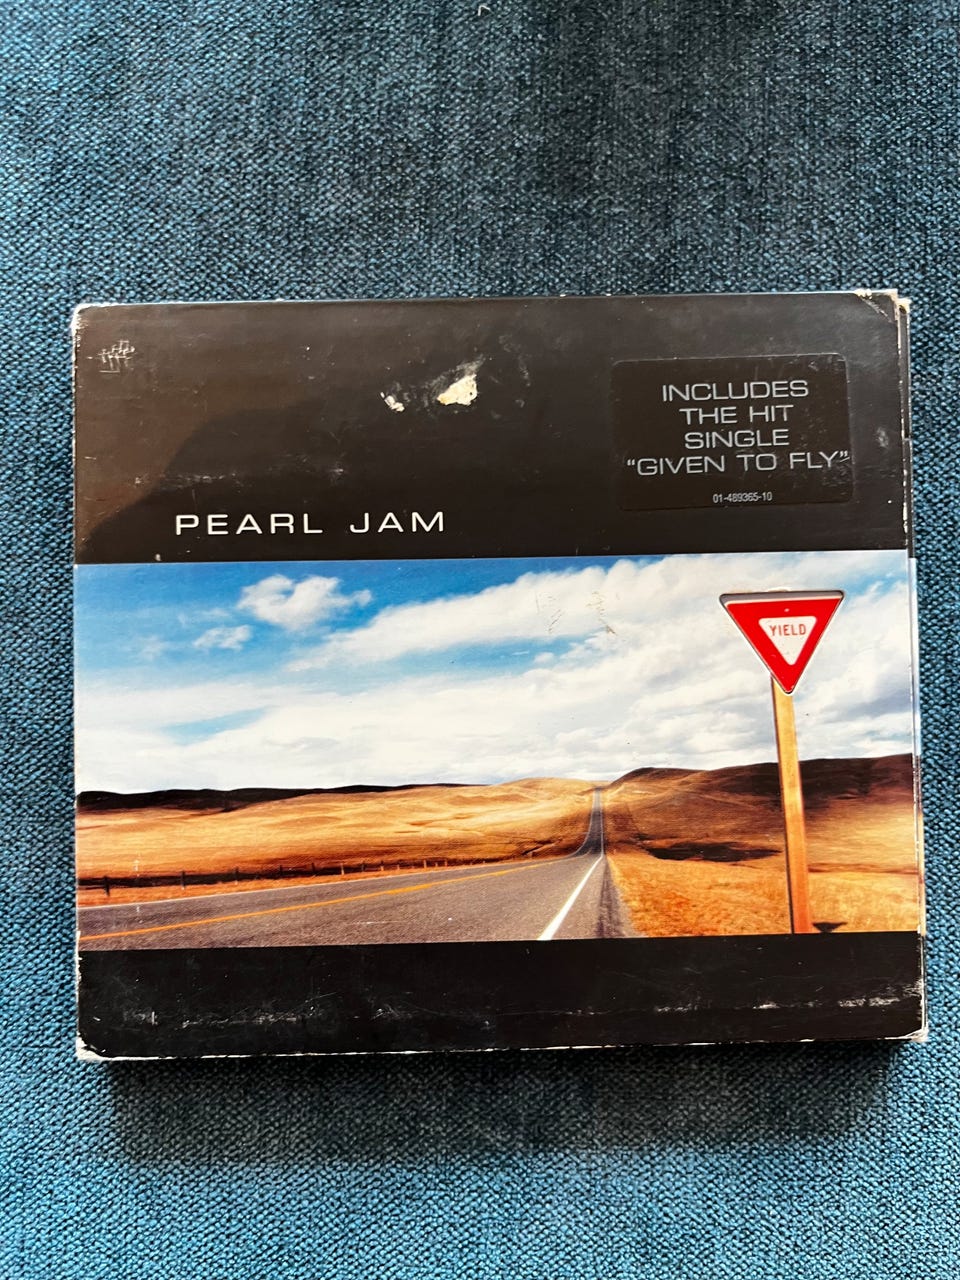 INCLUDES
THE HIT
SINGLE
"GIVEN TO FLY"
01-489365-10
PEARL JAM
YIELD